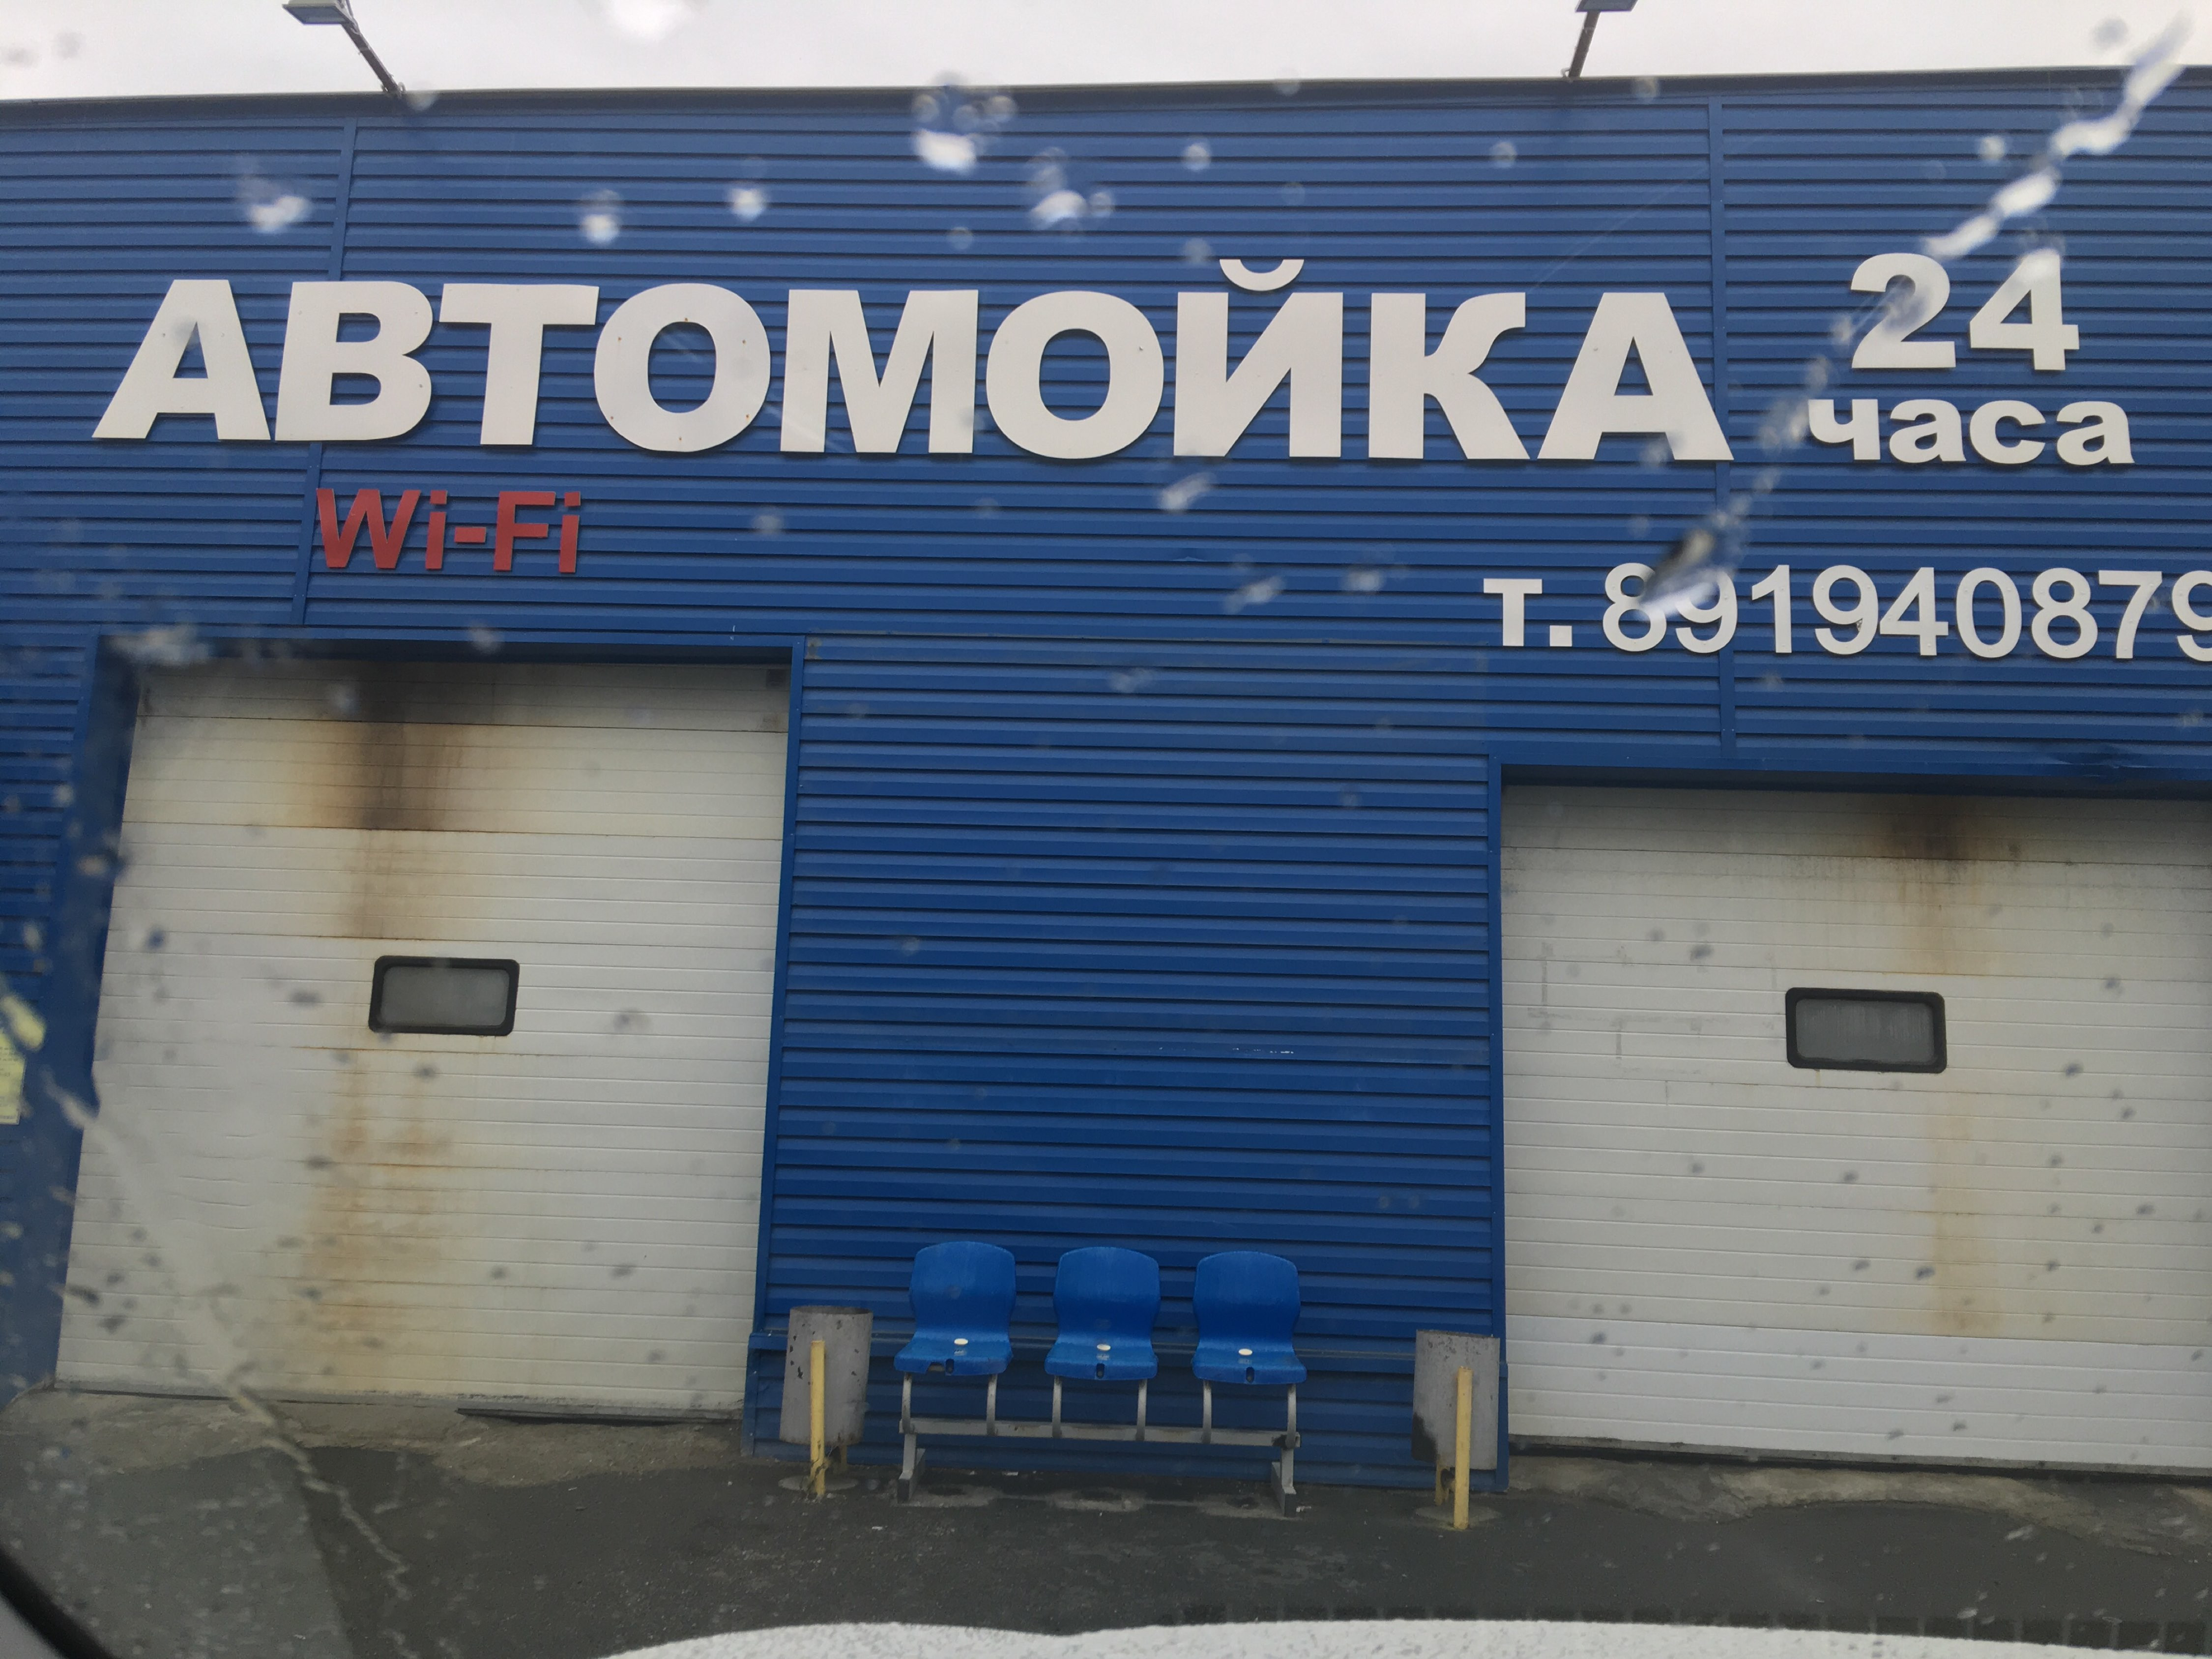 АВТОМОЙКА 24 часа
Wi-Fi
т. 891940879